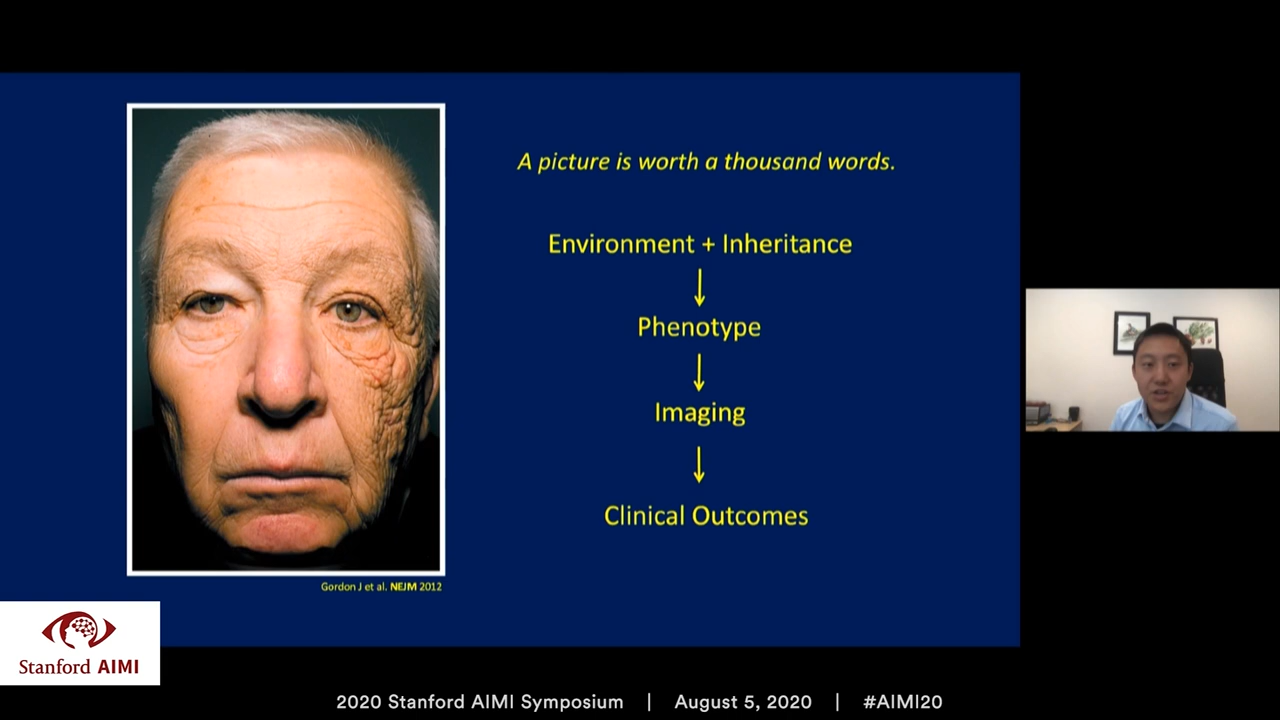 A picture is worth a thousand words.
Environment + Inheritance
Phenotype
Imaging
Clinical Outcomes
Gordon J et al. NEJM 2012
Stanford AIMI
2020 Stanford AIMI Symposium | August 5, 2020 | #AIMI20